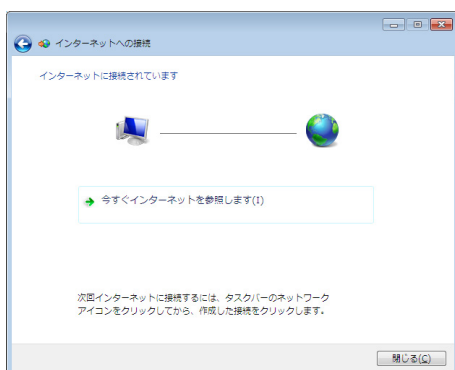 インターネットへの接続
インターネットに接続されています
今すぐインターネットを参照します(I)
次回インターネットに接続するには、タスクバーのネットワーク
アイコンをクリックしてから、作成した接続をクリックします。
閉じる(C)